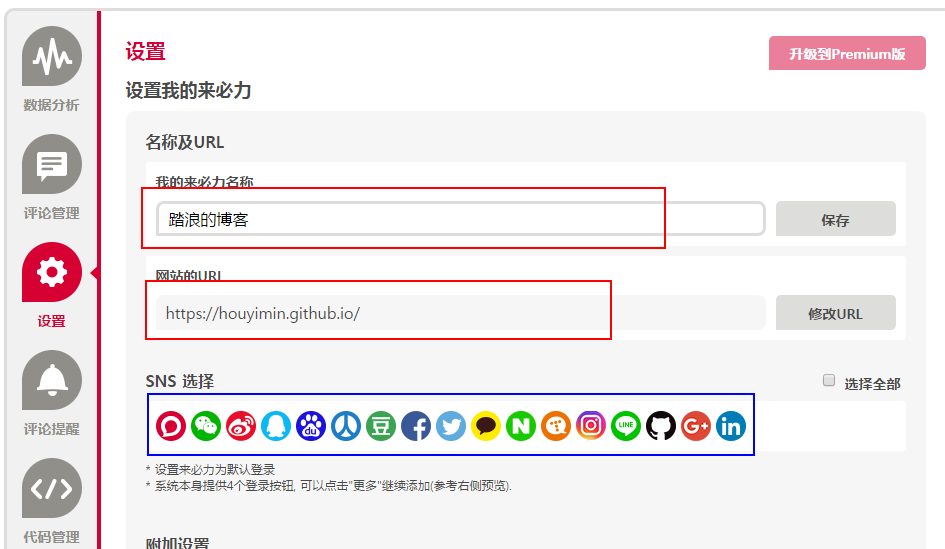 设置
升级到Premium版
设置我的来必力
数据分析
名称及URL
我的来必力名称
踏浪的博客
保存
评论管理
网站的URL
https://houyimin.github.io/
修改URL
设置
SNS 选择
选择全部
du
豆
f
N
LINE
G+
in
评论提醒
* 设置来必力为默认登录
* 系统本身提供4个登录按钮, 可以点击"更多"继续添加(参考右侧预览).
代码管理
附加设置